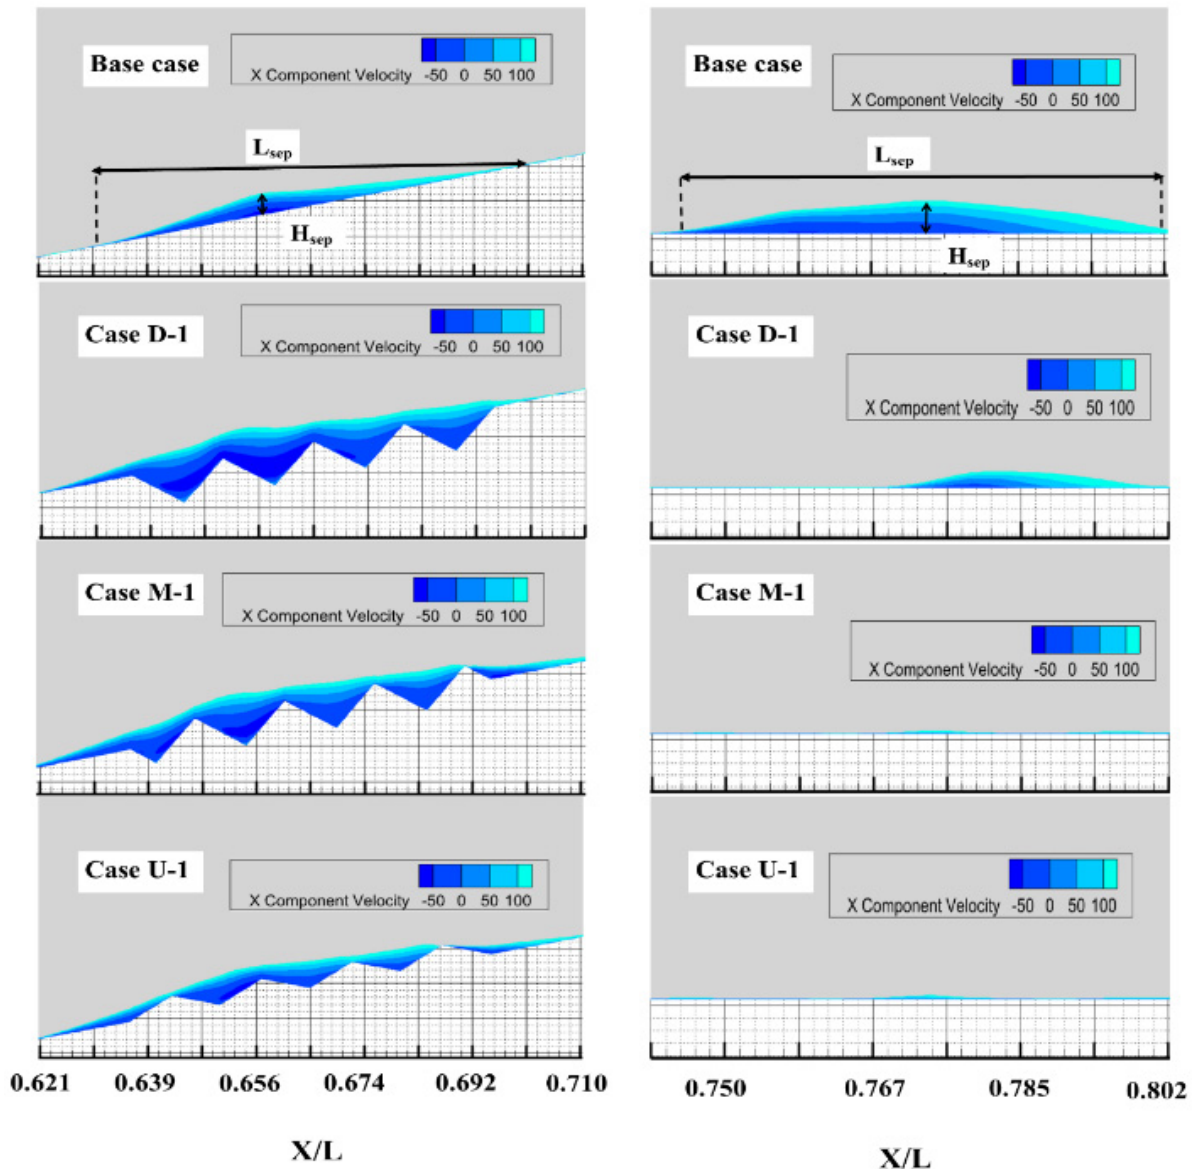 Base case
X Component Velocity -50 0 50 100
Lsep
Hsep
Case D-1
X Component Velocity -50 0 50 100
Case M-1
X Component Velocity -50 0 50 100
Case U-1
X Component Velocity -50 0 50 100
0.621 0.639 0.656 0.674 0.692 0.710
X/L
Base case
X Component Velocity -50 0 50 100
Lsep
Hsep
Case D-1
X Component Velocity -50 0 50 100
Case M-1
X Component Velocity -50 0 50 100
Case U-1
X Component Velocity -50 0 50 100
0.750 0.767 0.785 0.802
X/L